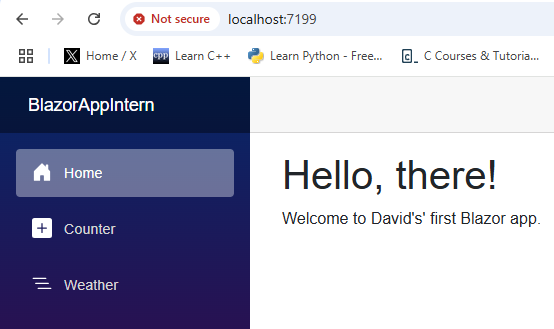 Not secure localhost:7199
Home / X Learn C++ Learn Python - Free... C Courses & Tutoria...
BlazorAppIntern
Home
Counter
Weather
Hello, there!
Welcome to David's' first Blazor app.